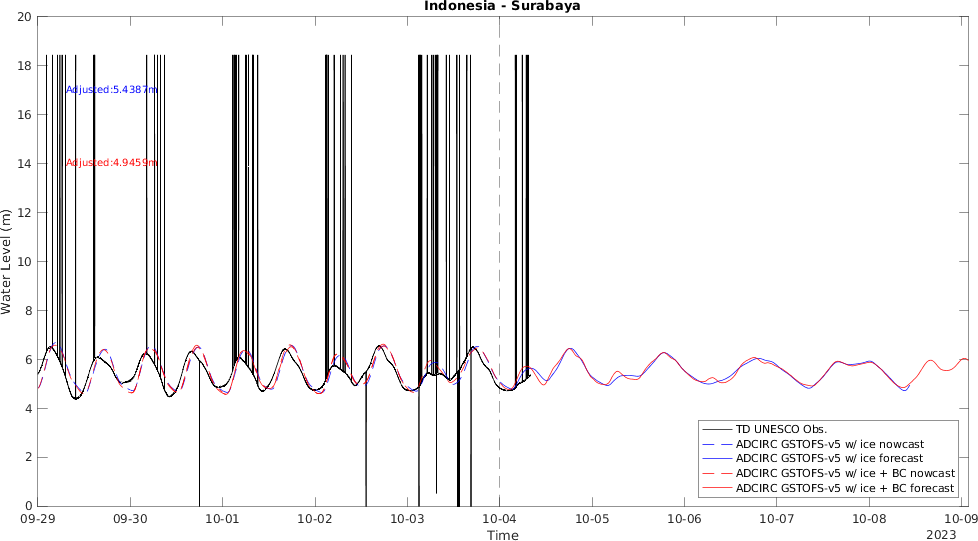 Indonesia - Surabaya
20
18
16
14
12
10
8
6
4
2
0
Water Level (m)
Adjusted:5.4387m
Adjusted:4.9459m
TD UNESCO Obs.
ADCIRC GSTOFS-v5 w/ ice nowcast
ADCIRC GSTOFS-v5 w/ ice forecast
ADCIRC GSTOFS-v5 w/ ice + BC nowcast
ADCIRC GSTOFS-v5 w/ ice + BC forecast
09-29 09-30 10-01 10-02 10-03 10-04 10-05 10-06 10-07 10-08 10-09
Time
2023